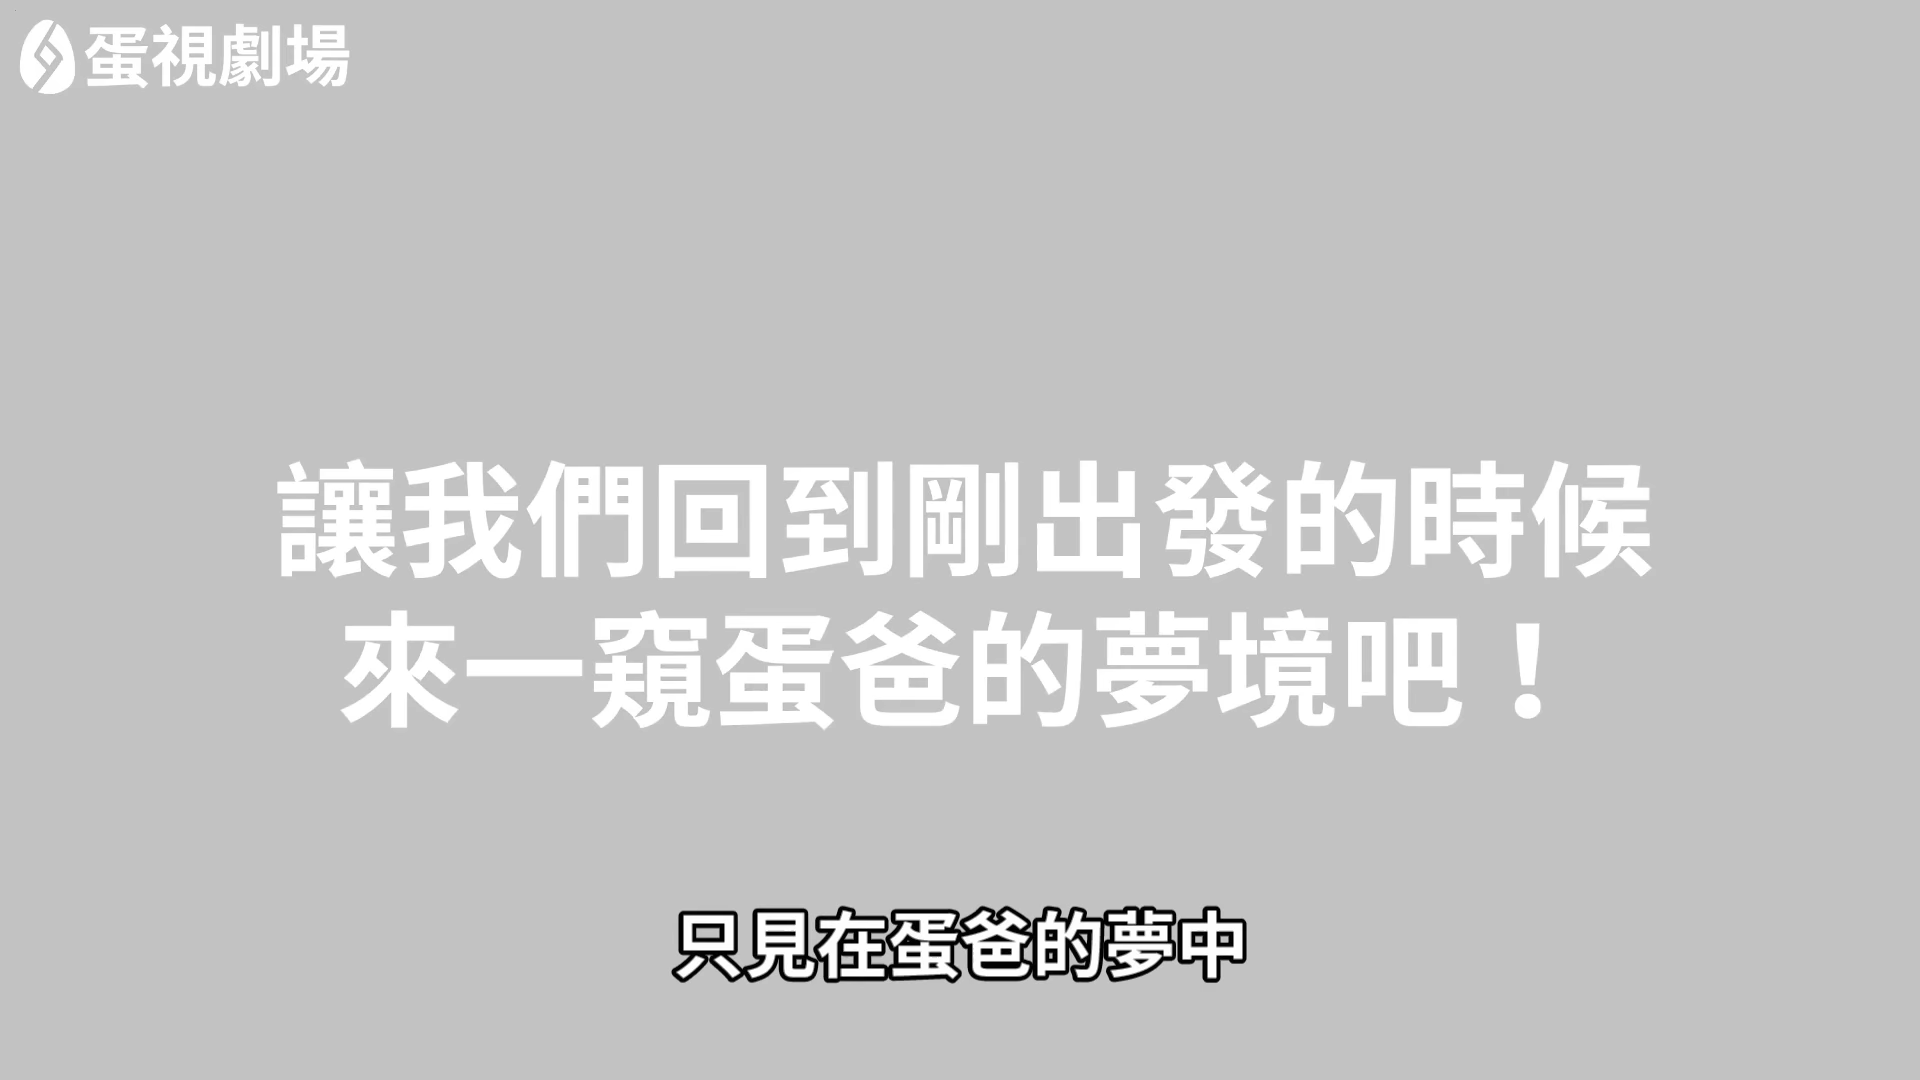 蛋視劇場
讓我們回到剛出發的時候
來一窺蛋爸的夢境吧！
只見在蛋爸的夢中